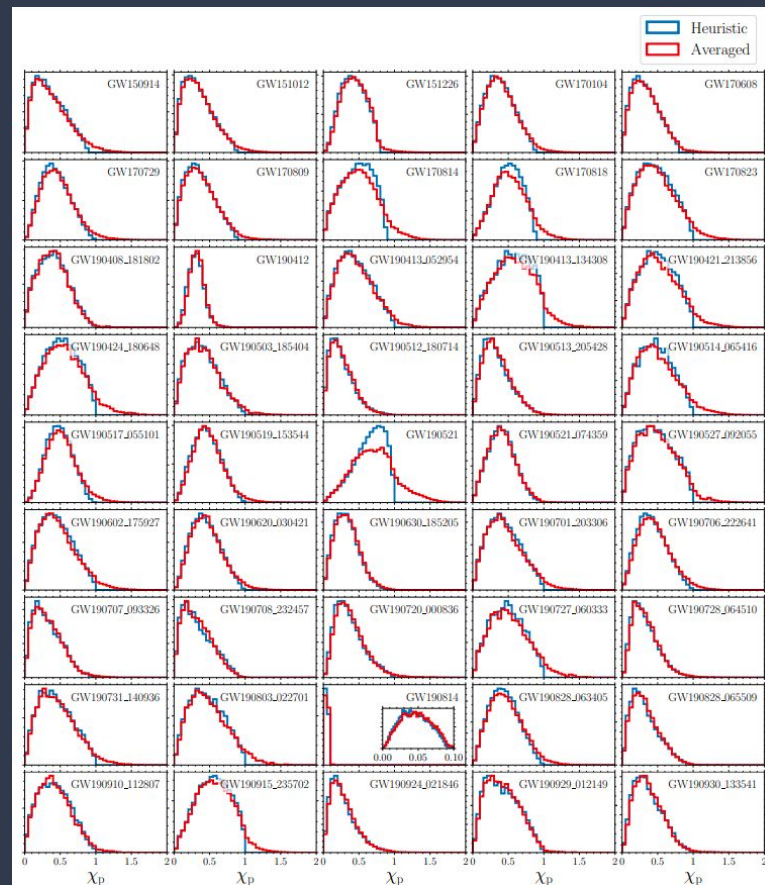 Heuristic
Averaged
GW150914 GW151012 GW151226 GW170104 GW170608
GW170729 GW170809 GW170814 GW170818 GW170823
GW190408_181802 GW190412 GW190413_052954 GW190413_134308 GW190421_213856
GW190424_180648 GW190503_185404 GW190512_180714 GW190513_205428 GW190514_065416
GW190517_055101 GW190519_153544 GW190521 GW190521_074359 GW190527_092055
GW190602_175927 GW190620_030421 GW190630_185205 GW190701_203306 GW190706_222641
GW190707_093326 GW190708_232457 GW190720_000836 GW190727_060333 GW190728_064510
GW190731_140936 GW190803_022701 GW190814 GW190828_063405 GW190828_065509
0.00 0.05 0.10
GW190910_112807 GW190915_235702 GW190924_021846 GW190929_012149 GW190930_133541
0 0.5 1 1.5 2 0 0.5 1 1.5 2 0 0.5 1 1.5 2 0 0.5 1 1.5 2 0 0.5 1 1.5 2
χp χp χp χp χp